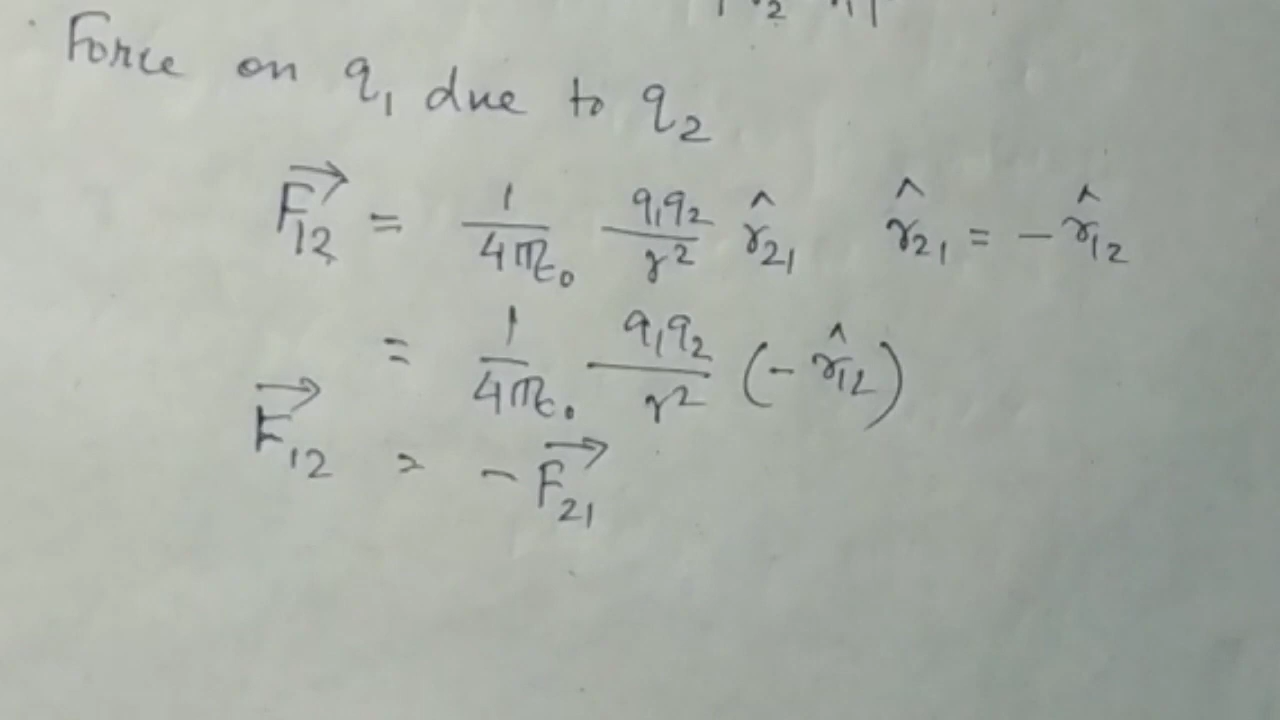 Force on q₁ due to q₂
F₁₂→ = 1/4πε₀ q₁q₂/r² r̂₂₁ r̂₂₁ = - r̂₁₂
= 1/4πε₀ q₁q₂/r² (- r̂₁₂)
F₁₂→ = - F₂₁→